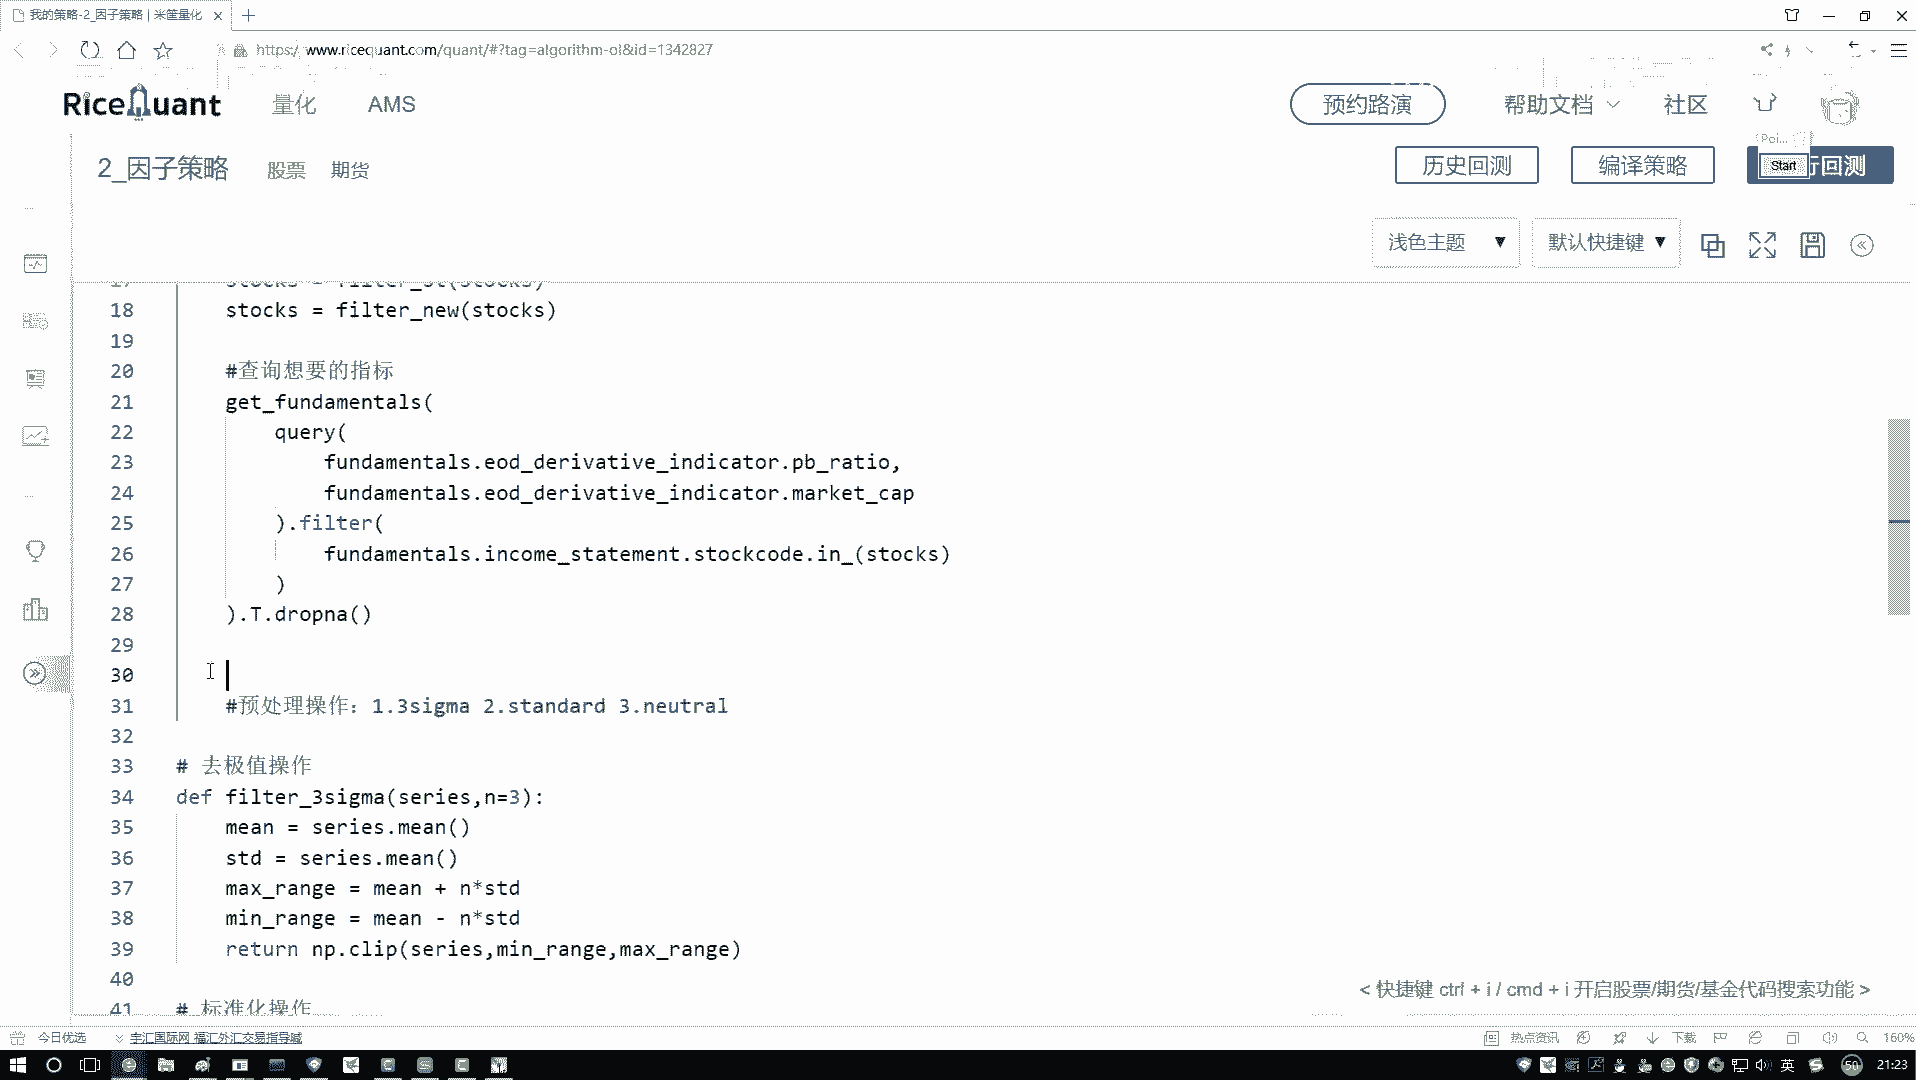 我的策略-2_因子策略 | 米筐量化
https://www.ricequant.com/quant/#?tag=algorithm-ol&id=1342827
RiceQuant 量化 AMS 预约路演 帮助文档 社区
2_因子策略 股票 期货 历史回测 编译策略 Start 行回测
浅色主题 ▼ 默认快捷键 ▼
18 stocks = filter_new(stocks)
19
20 #查询想要的指标
21 get_fundamentals(
22 query(
23 fundamentals.eod_derivative_indicator.pb_ratio,
24 fundamentals.eod_derivative_indicator.market_cap
25 ).filter(
26 fundamentals.income_statement.stockcode.in_(stocks)
27 )
28 ).T.dropna()
29
30
31 #预处理操作：1.3sigma 2.standard 3.neutral
32
33 # 去极值操作
34 def filter_3sigma(series,n=3):
35 mean = series.mean()
36 std = series.mean()
37 max_range = mean + n*std
38 min_range = mean - n*std
39 return np.clip(series,min_range,max_range)
40
41 # 标准化操作
< 快捷键 ctrl + i / cmd + i 开启股票/期货/基金代码搜索功能 >
今日优选 宇汇国际网 福汇外汇交易指导喊 热点资讯 下载 160%
英 50 21:23